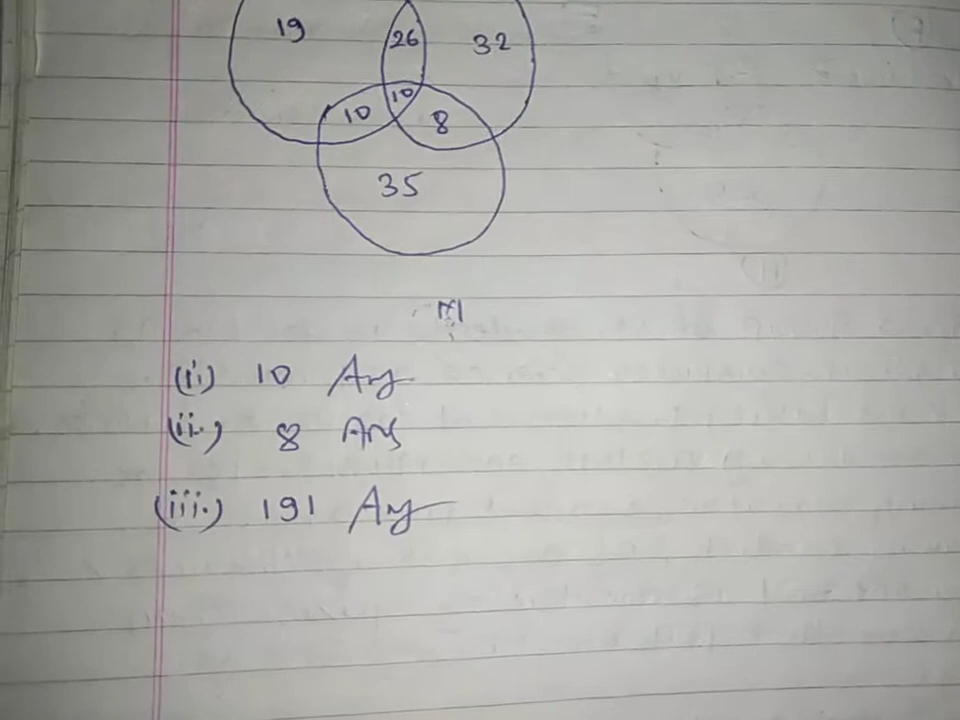 19 26 32
10 10 8
35
(i.) 10 Ans
(ii.) 8 Ans
(iii.) 191 Ans